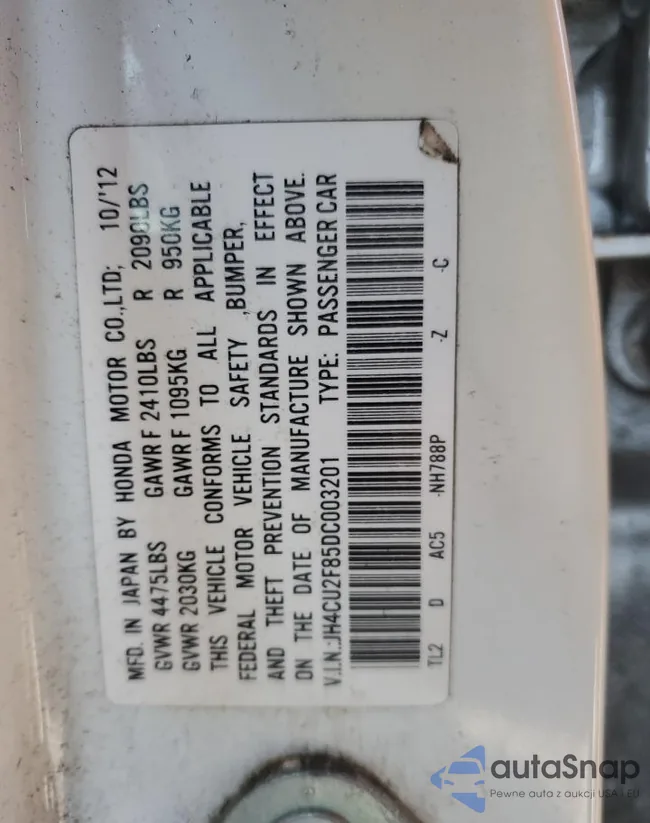 MFD. IN JAPAN BY HONDA MOTOR CO.,LTD; 10/'12
GVWR 4475LBS GAWR F 2410LBS R 2090LBS
GVWR 2030KG GAWR F 1095KG R 950KG
THIS VEHICLE CONFORMS TO ALL APPLICABLE
FEDERAL MOTOR VEHICLE SAFETY ,BUMPER,
AND THEFT PREVENTION STANDARDS IN EFFECT
ON THE DATE OF MANUFACTURE SHOWN ABOVE.
V.I.N.:JH4CU2F85DC003201 TYPE: PASSENGER CAR
TL2 D AC5 -NH788P -Z -C
autaSnap
Pewne auta z aukcji USA i EU